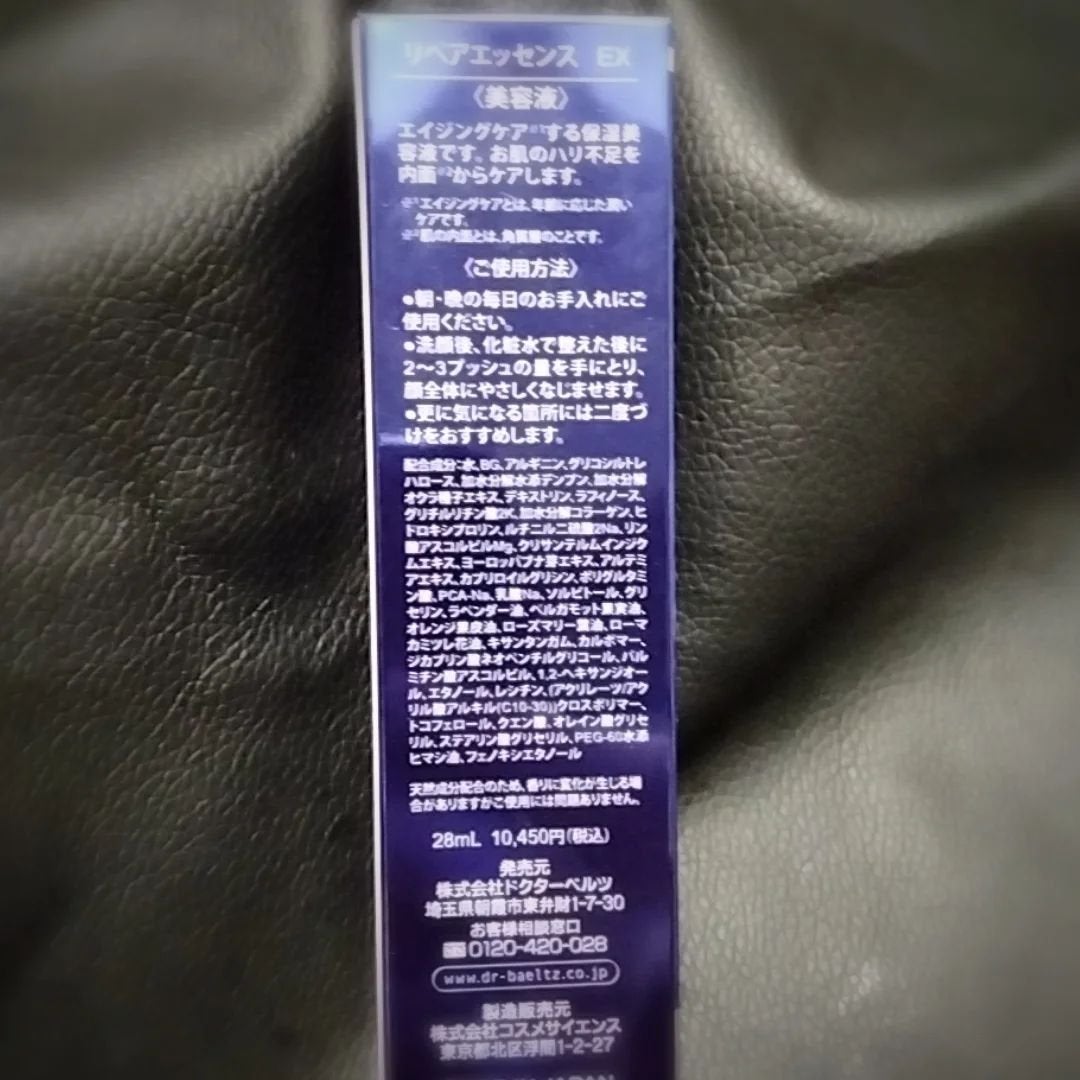 リペアエッセンス EX
《美容液》
エイジングケア※1する保湿美
容液です。お肌のハリ不足を
内面※2からケアします。
※1エイジングケアとは、年齢に応じた潤い
ケアです。
※2肌の内面とは、角質層のことです。
《ご使用方法》
●朝・晩の毎日のお手入れにご
使用ください。
●洗顔後、化粧水で整えた後に
2〜3プッシュの量を手にとり、
顔全体にやさしくなじませます。
●更に気になる箇所には二度づ
けをおすすめします。
配合成分:水、BG、アルギニン、グリコシルトレ
ハロース、加水分解水添デンプン、加水分解
オクラ種子エキス、デキストリン、ラフィノース、
グリチルリチン酸2K、加水分解コラーゲン、ヒ
ドロキシプロリン、ルチニル二硫酸2Na、リン
酸アスコルビルMg、クリサンテルムインジク
ムエキス、ヨーロッパブナ芽エキス、アルテミ
アエキス、カプリロイルグリシン、ポリグルタミ
ン酸、PCA-Na、乳酸Na、ソルビトール、グリ
セリン、ラベンダー油、ベルガモット果実油、
オレンジ果皮油、ローズマリー葉油、ローマ
カミツレ花油、キサンタンガム、カルボマー、
ジカプリン酸ネオペンチルグリコール、パル
ミチン酸アスコルビル、1,2-ヘキサンジオー
ル、エタノール、レシチン、(アクリレーツ/アク
リル酸アルキル(C10-30))クロスポリマー、
トコフェロール、クエン酸、オレイン酸グリセ
リル、ステアリン酸グリセリル、PEG-60水添
ヒマシ油、フェノキシエタノール
天然成分配合のため、香りに変化が生じる場
合がありますがご使用には問題ありません。
28mL 10,450円(税込)
発売元
株式会社ドクターベルツ
埼玉県朝霞市東弁財1-7-30
お客様相談窓口
0120-420-028
www.dr-baeltz.co.jp
製造販売元
株式会社コスメサイエンス
東京都北区浮間1-2-27